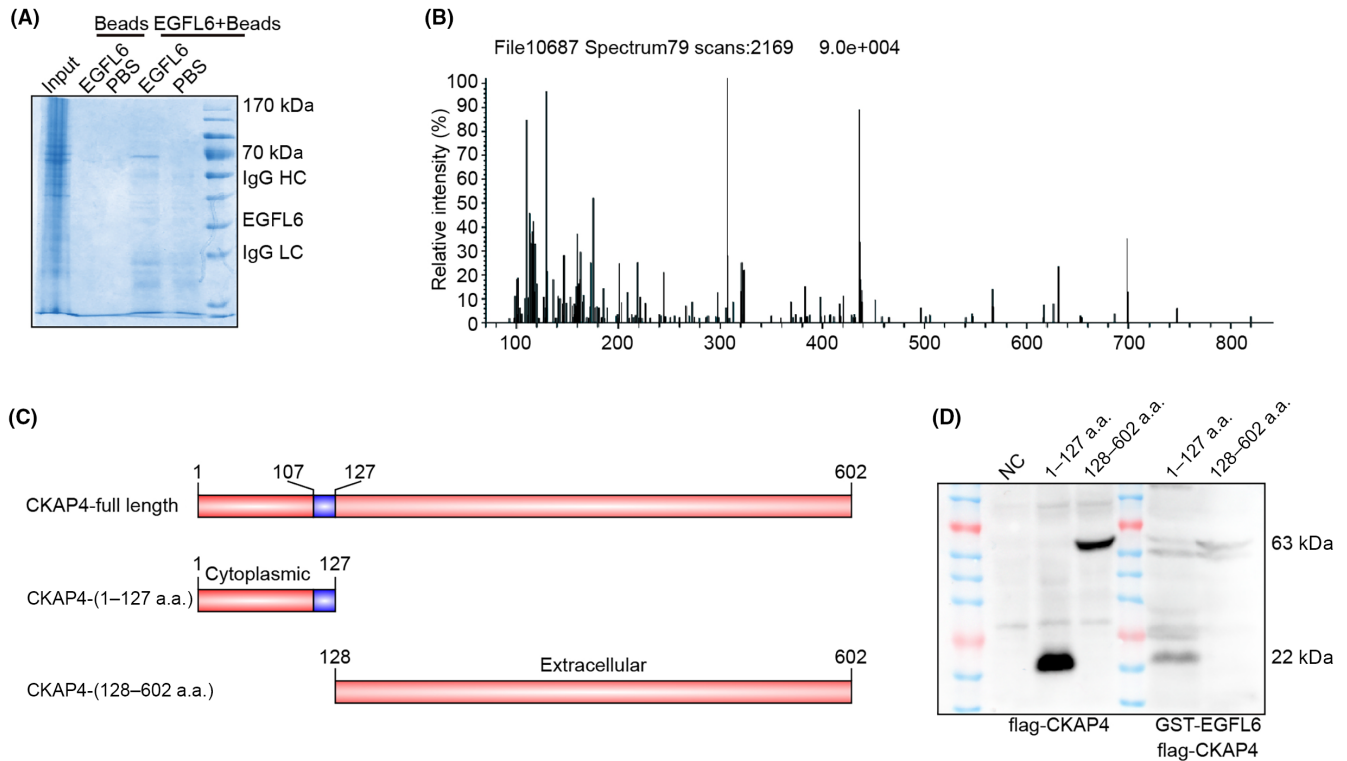 (A)
Beads EGFL6+Beads
Input
EGFL6
PBS
EGFL6
PBS
170 kDa
70 kDa
IgG HC
EGFL6
IgG LC
(B)
File10687 Spectrum79 scans:2169 9.0e+004
Relative intensity (%)
100
90
80
70
60
50
40
30
20
10
0
100 200 300 400 500 600 700 800
(C)
1 107 127 602
CKAP4-full length
1 Cytoplasmic 127
CKAP4-(1–127 a.a.)
128 Extracellular 602
CKAP4-(128–602 a.a.)
(D)
NC
1–127 a.a.
128–602 a.a.
1–127 a.a.
128–602 a.a.
63 kDa
22 kDa
flag-CKAP4
GST-EGFL6
flag-CKAP4